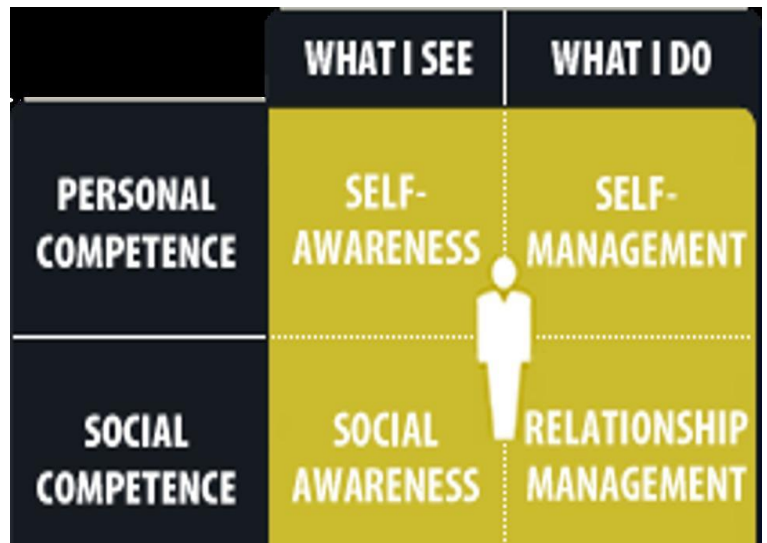 WHAT I SEE
WHAT I DO
PERSONAL
COMPETENCE
SELF-
AWARENESS
SELF-
MANAGEMENT
SOCIAL
COMPETENCE
SOCIAL
AWARENESS
RELATIONSHIP
MANAGEMENT